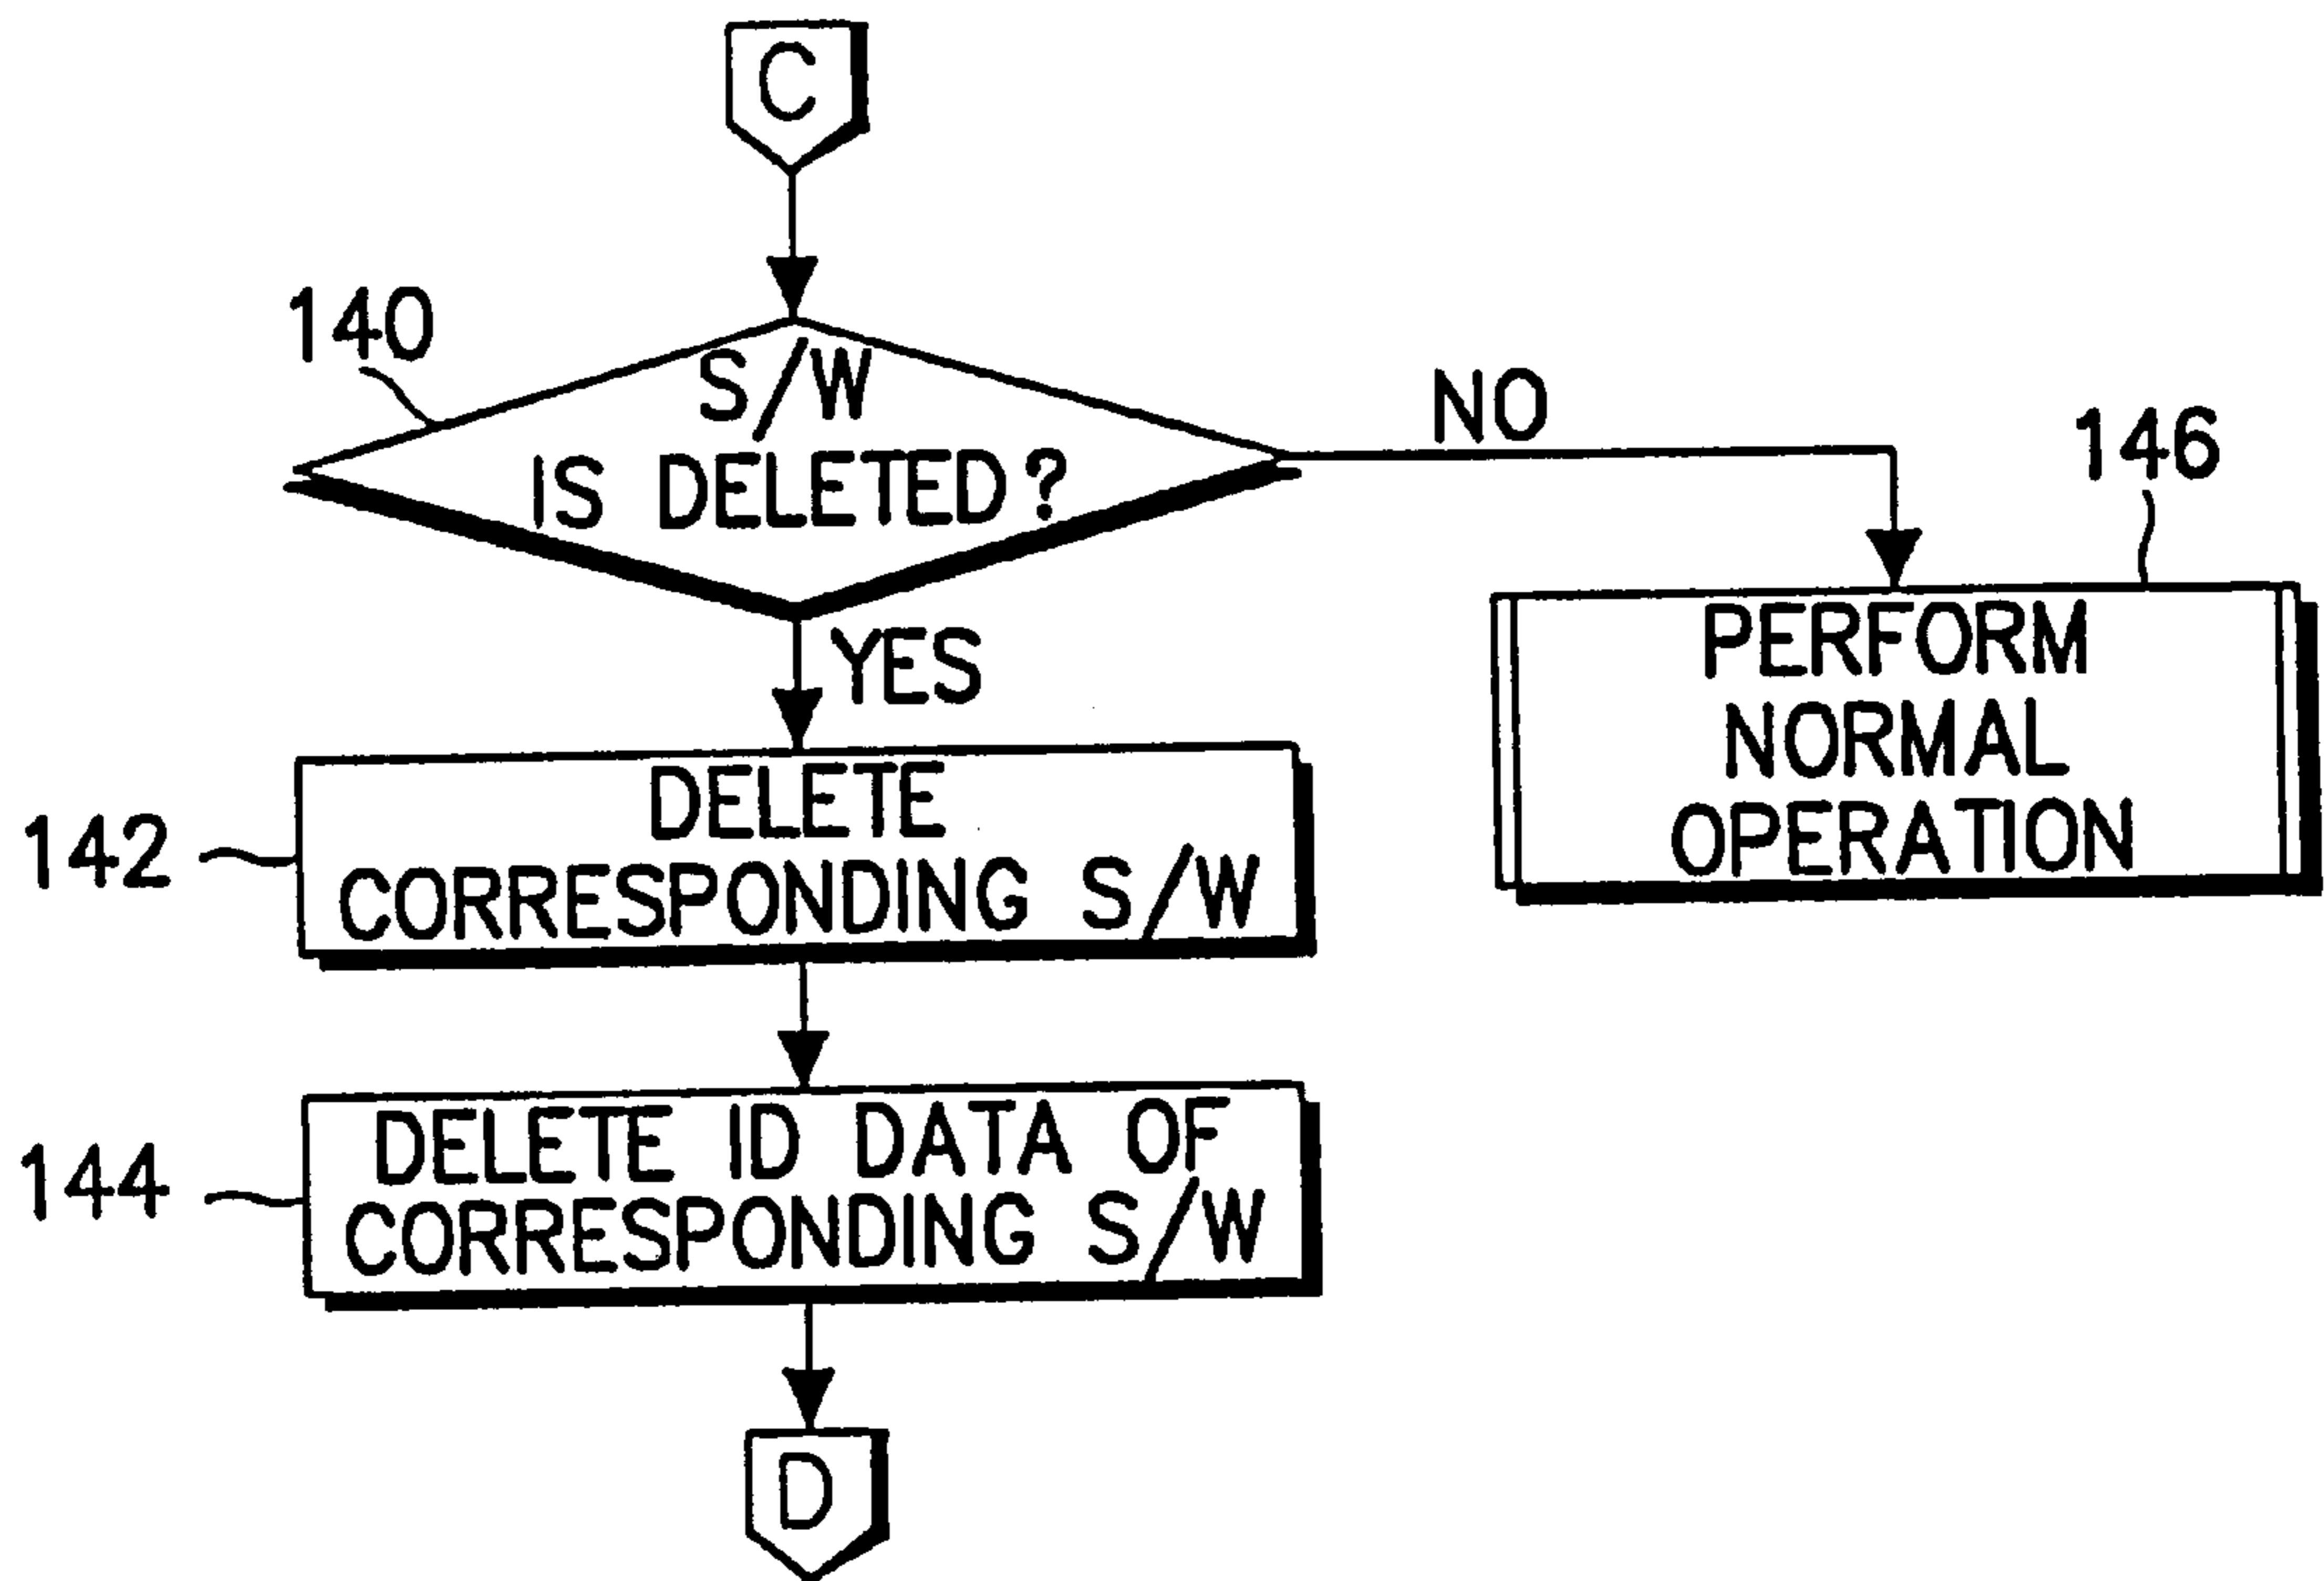 C
140
S/W
IS DELETED?
NO
146
YES
PERFORM
NORMAL
OPERATION
142
DELETE
CORRESPONDING S/W
144
DELETE ID DATA OF
CORRESPONDING S/W
D